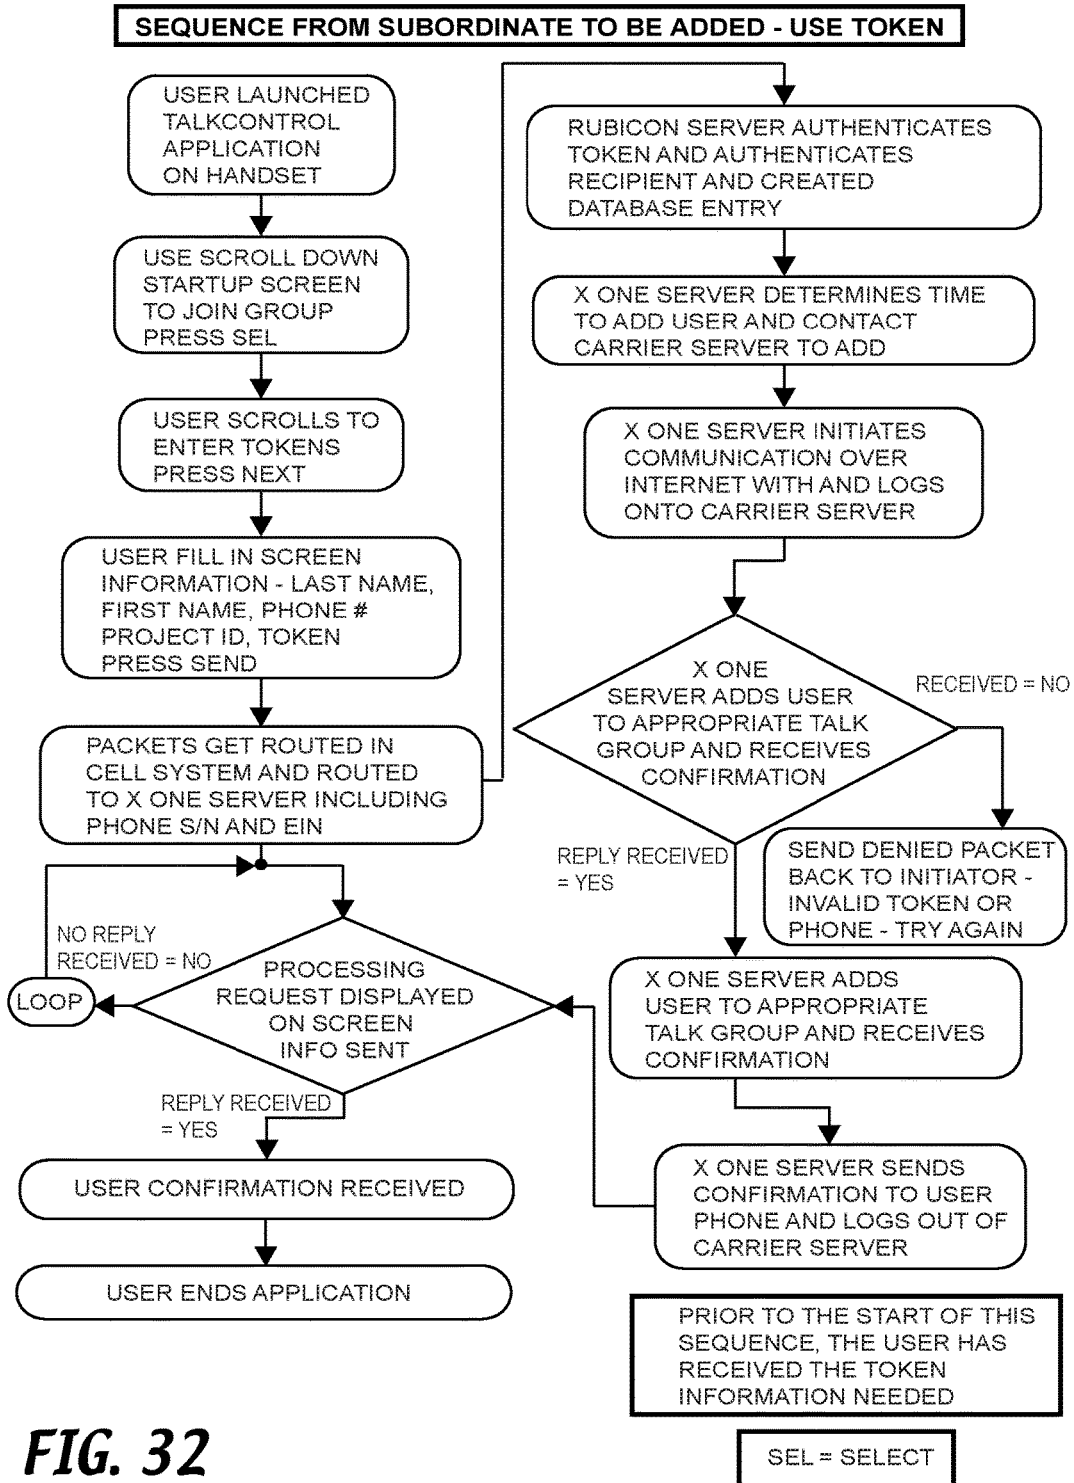 SEQUENCE FROM SUBORDINATE TO BE ADDED - USE TOKEN
USER LAUNCHED
TALKCONTROL
APPLICATION
ON HANDSET
USE SCROLL DOWN
STARTUP SCREEN
TO JOIN GROUP
PRESS SEL
USER SCROLLS TO
ENTER TOKENS
PRESS NEXT
USER FILL IN SCREEN
INFORMATION - LAST NAME,
FIRST NAME, PHONE #
PROJECT ID, TOKEN
PRESS SEND
PACKETS GET ROUTED IN
CELL SYSTEM AND ROUTED
TO X ONE SERVER INCLUDING
PHONE S/N AND EIN
NO REPLY
RECEIVED = NO
LOOP
PROCESSING
REQUEST DISPLAYED
ON SCREEN
INFO SENT
REPLY RECEIVED
= YES
USER CONFIRMATION RECEIVED
USER ENDS APPLICATION
RUBICON SERVER AUTHENTICATES
TOKEN AND AUTHENTICATES
RECIPIENT AND CREATED
DATABASE ENTRY
X ONE SERVER DETERMINES TIME
TO ADD USER AND CONTACT
CARRIER SERVER TO ADD
X ONE SERVER INITIATES
COMMUNICATION OVER
INTERNET WITH AND LOGS
ONTO CARRIER SERVER
X ONE
SERVER ADDS USER
TO APPROPRIATE TALK
GROUP AND RECEIVES
CONFIRMATION
RECEIVED = NO
REPLY RECEIVED
= YES
SEND DENIED PACKET
BACK TO INITIATOR -
INVALID TOKEN OR
PHONE - TRY AGAIN
X ONE SERVER ADDS
USER TO APPROPRIATE
TALK GROUP AND RECEIVES
CONFIRMATION
X ONE SERVER SENDS
CONFIRMATION TO USER
PHONE AND LOGS OUT OF
CARRIER SERVER
PRIOR TO THE START OF THIS
SEQUENCE, THE USER HAS
RECEIVED THE TOKEN
INFORMATION NEEDED
SEL = SELECT
FIG. 32